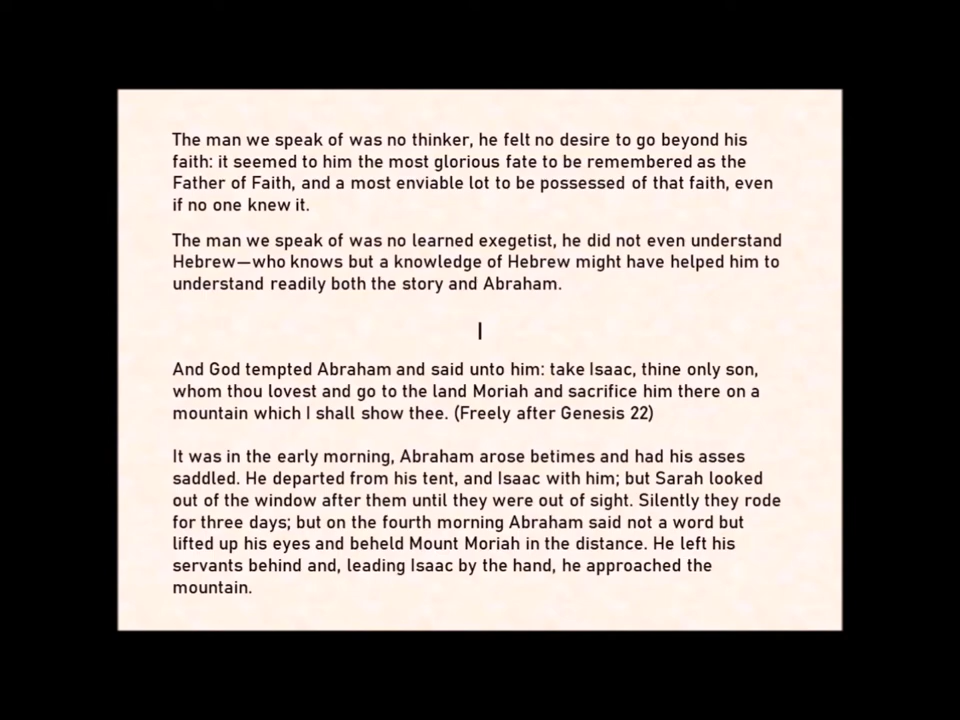 The man we speak of was no thinker, he felt no desire to go beyond his
faith: it seemed to him the most glorious fate to be remembered as the
Father of Faith, and a most enviable lot to be possessed of that faith, even
if no one knew it.
The man we speak of was no learned exegetist, he did not even understand
Hebrew—who knows but a knowledge of Hebrew might have helped him to
understand readily both the story and Abraham.
I
And God tempted Abraham and said unto him: take Isaac, thine only son,
whom thou lovest and go to the land Moriah and sacrifice him there on a
mountain which I shall show thee. (Freely after Genesis 22)
It was in the early morning, Abraham arose betimes and had his asses
saddled. He departed from his tent, and Isaac with him; but Sarah looked
out of the window after them until they were out of sight. Silently they rode
for three days; but on the fourth morning Abraham said not a word but
lifted up his eyes and beheld Mount Moriah in the distance. He left his
servants behind and, leading Isaac by the hand, he approached the
mountain.